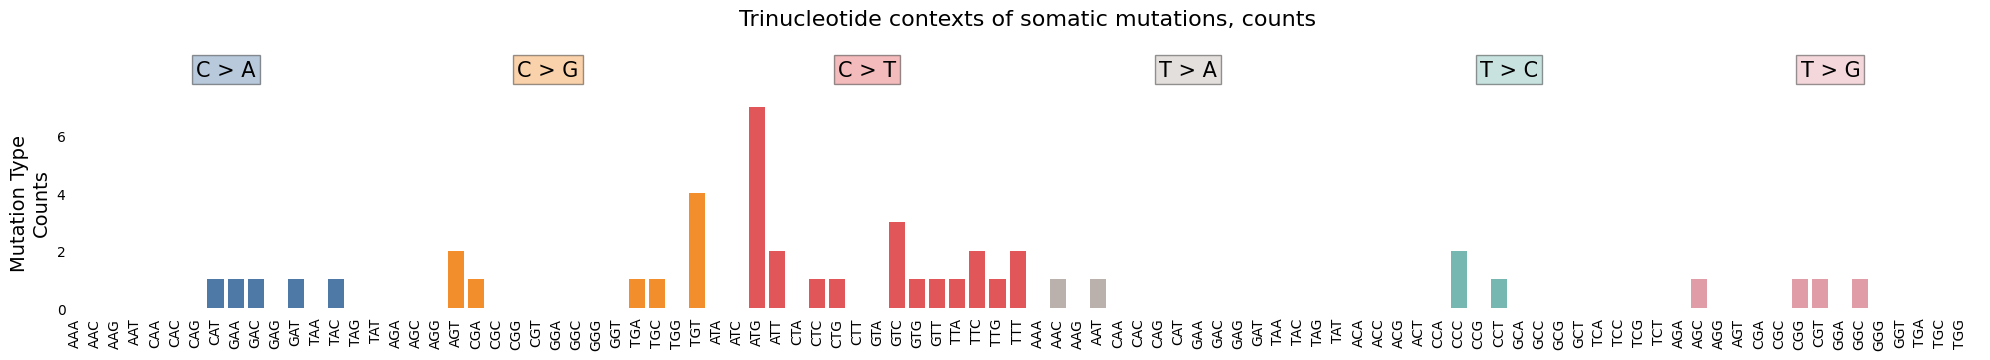 Trinucleotide contexts of somatic mutations, counts
C > A C > G C > T T > A T > C T > G
Mutation Type
Counts
6
4
2
0
AAA AAC AAG AAT CAA CAC CAG CAT GAA GAC GAG GAT TAA TAC TAG TAT AGA AGC AGG AGT CGA CGC CGG CGT GGA GGC GGG GGT TGA TGC TGG TGT ATA ATC ATG ATT CTA CTC CTG CTT GTA GTC GTG GTT TTA TTC TTG TTT AAA AAC AAG AAT CAA CAC CAG CAT GAA GAC GAG GAT TAA TAC TAG TAT ACA ACC ACG ACT CCA CCC CCG CCT GCA GCC GCG GCT TCA TCC TCG TCT AGA AGC AGG AGT CGA CGC CGG CGT GGA GGC GGG GGT TGA TGC TGG